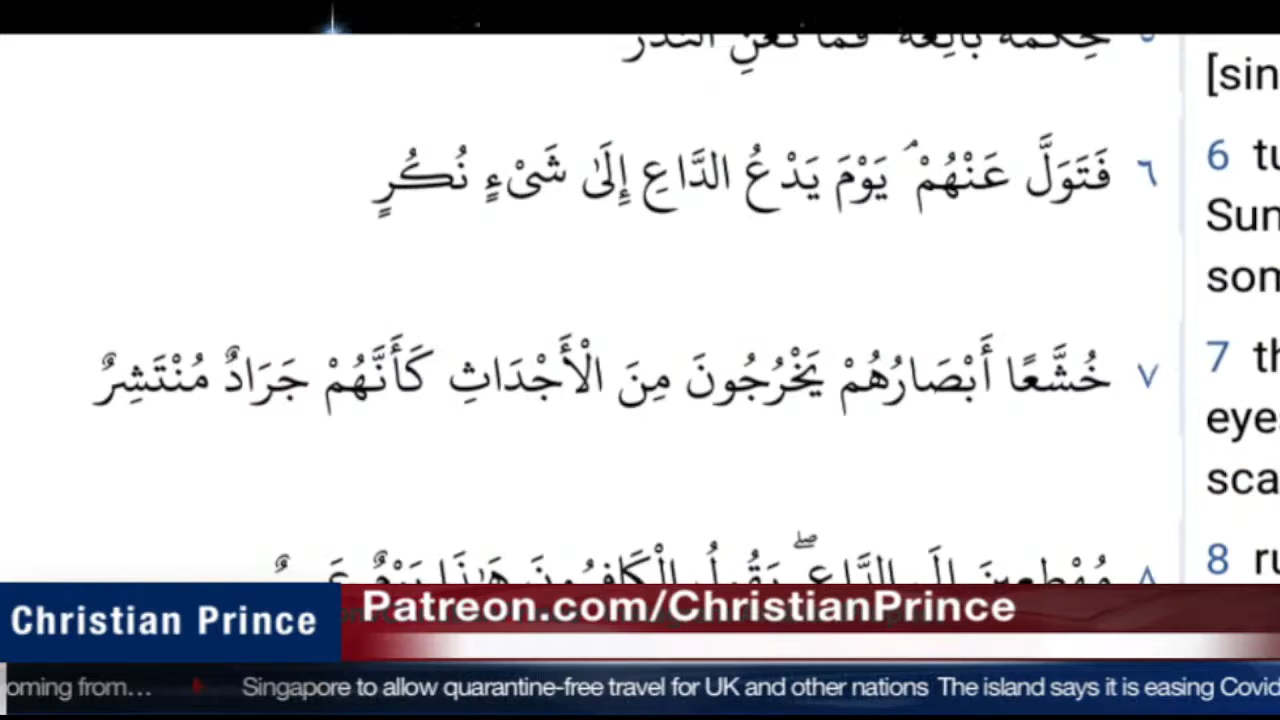 فَتَوَلَّ عَنْهُمْ ۘ يَوْمَ يَدْعُ الدَّاعِ إِلَىٰ شَىْءٍ نُكُرٍ ٦
خُشَّعًا أَبْصَارُهُمْ يَخْرُجُونَ مِنَ الْأَجْدَاثِ كَأَنَّهُمْ جَرَادٌ مُنْتَشِرٌ ٧
[sin
6 tu
Sun
som
7 th
eye
sca
8 ru
Christian Prince
Patreon.com/ChristianPrince
oming from… Singapore to allow quarantine-free travel for UK and other nations The island says it is easing Covid